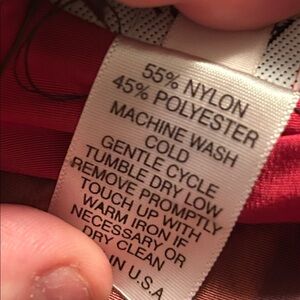 55% NYLON
45% POLYESTER
MACHINE WASH
COLD
GENTLE CYCLE
TUMBLE DRY LOW
REMOVE PROMPTLY
TOUCH UP WITH
WARM IRON IF
NECESSARY OR
DRY CLEAN
IN U.S.A